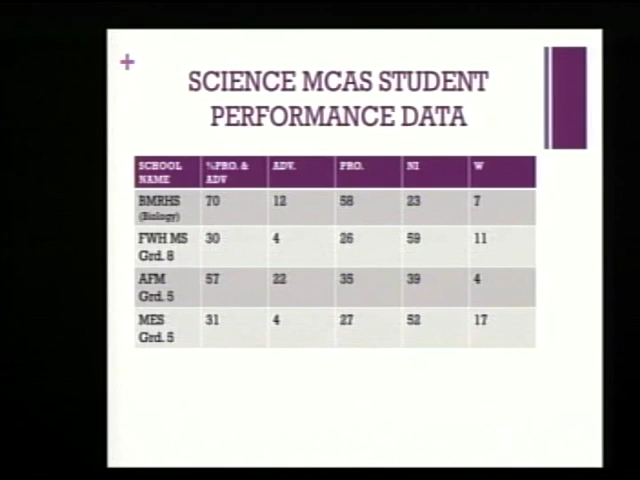 +
SCIENCE MCAS STUDENT
PERFORMANCE DATA
SCHOOL NAME %PRO. & ADV ADV. PRO. NI W
BMRHS (Biology) 70 12 58 23 7
FWH MS Grd. 8 30 4 26 59 11
AFM Grd. 5 57 22 35 39 4
MES Grd. 5 31 4 27 52 17